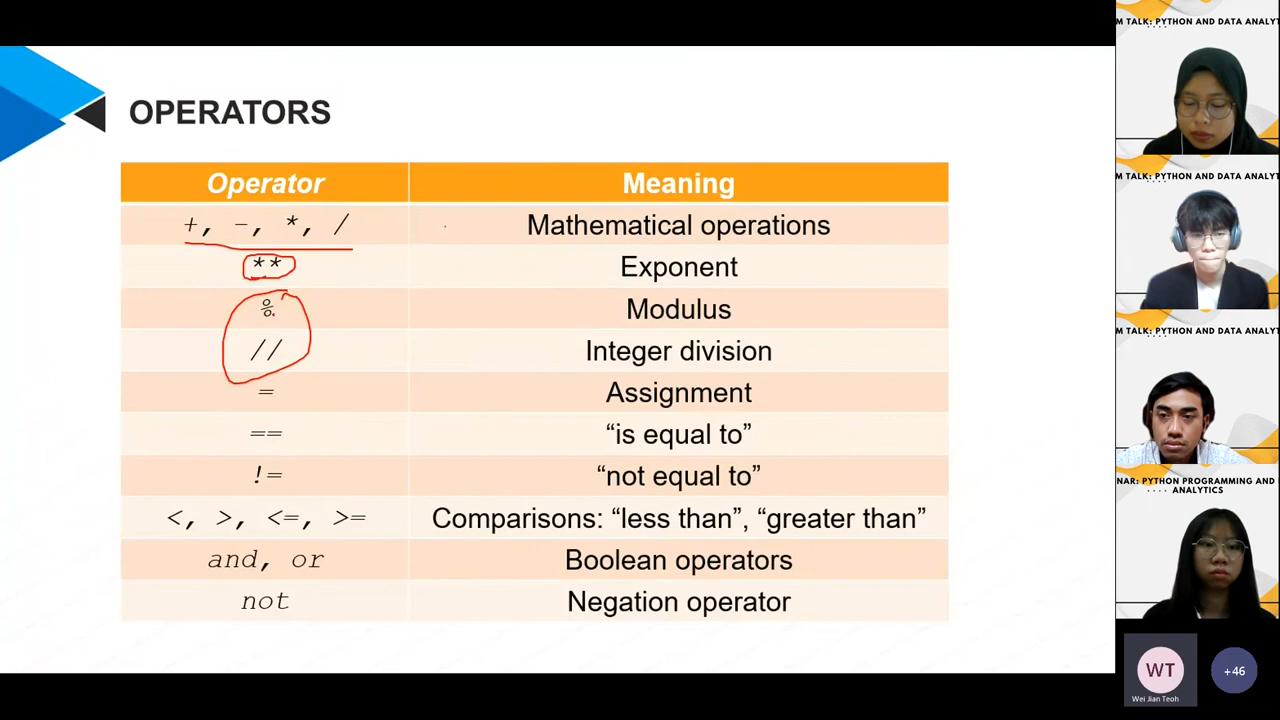 OPERATORS
Operator Meaning
+, -, *, / Mathematical operations
** Exponent
% Modulus
// Integer division
= Assignment
== “is equal to”
!= “not equal to”
<, >, <=, >= Comparisons: “less than”, “greater than”
and, or Boolean operators
not Negation operator
M TALK: PYTHON AND DATA ANALYT
M TALK: PYTHON AND DATA ANALYT
M TALK: PYTHON AND DATA ANALYT
NAR: PYTHON PROGRAMMING AND
ANALYTICS
WT
Wei Jian Teoh
+46